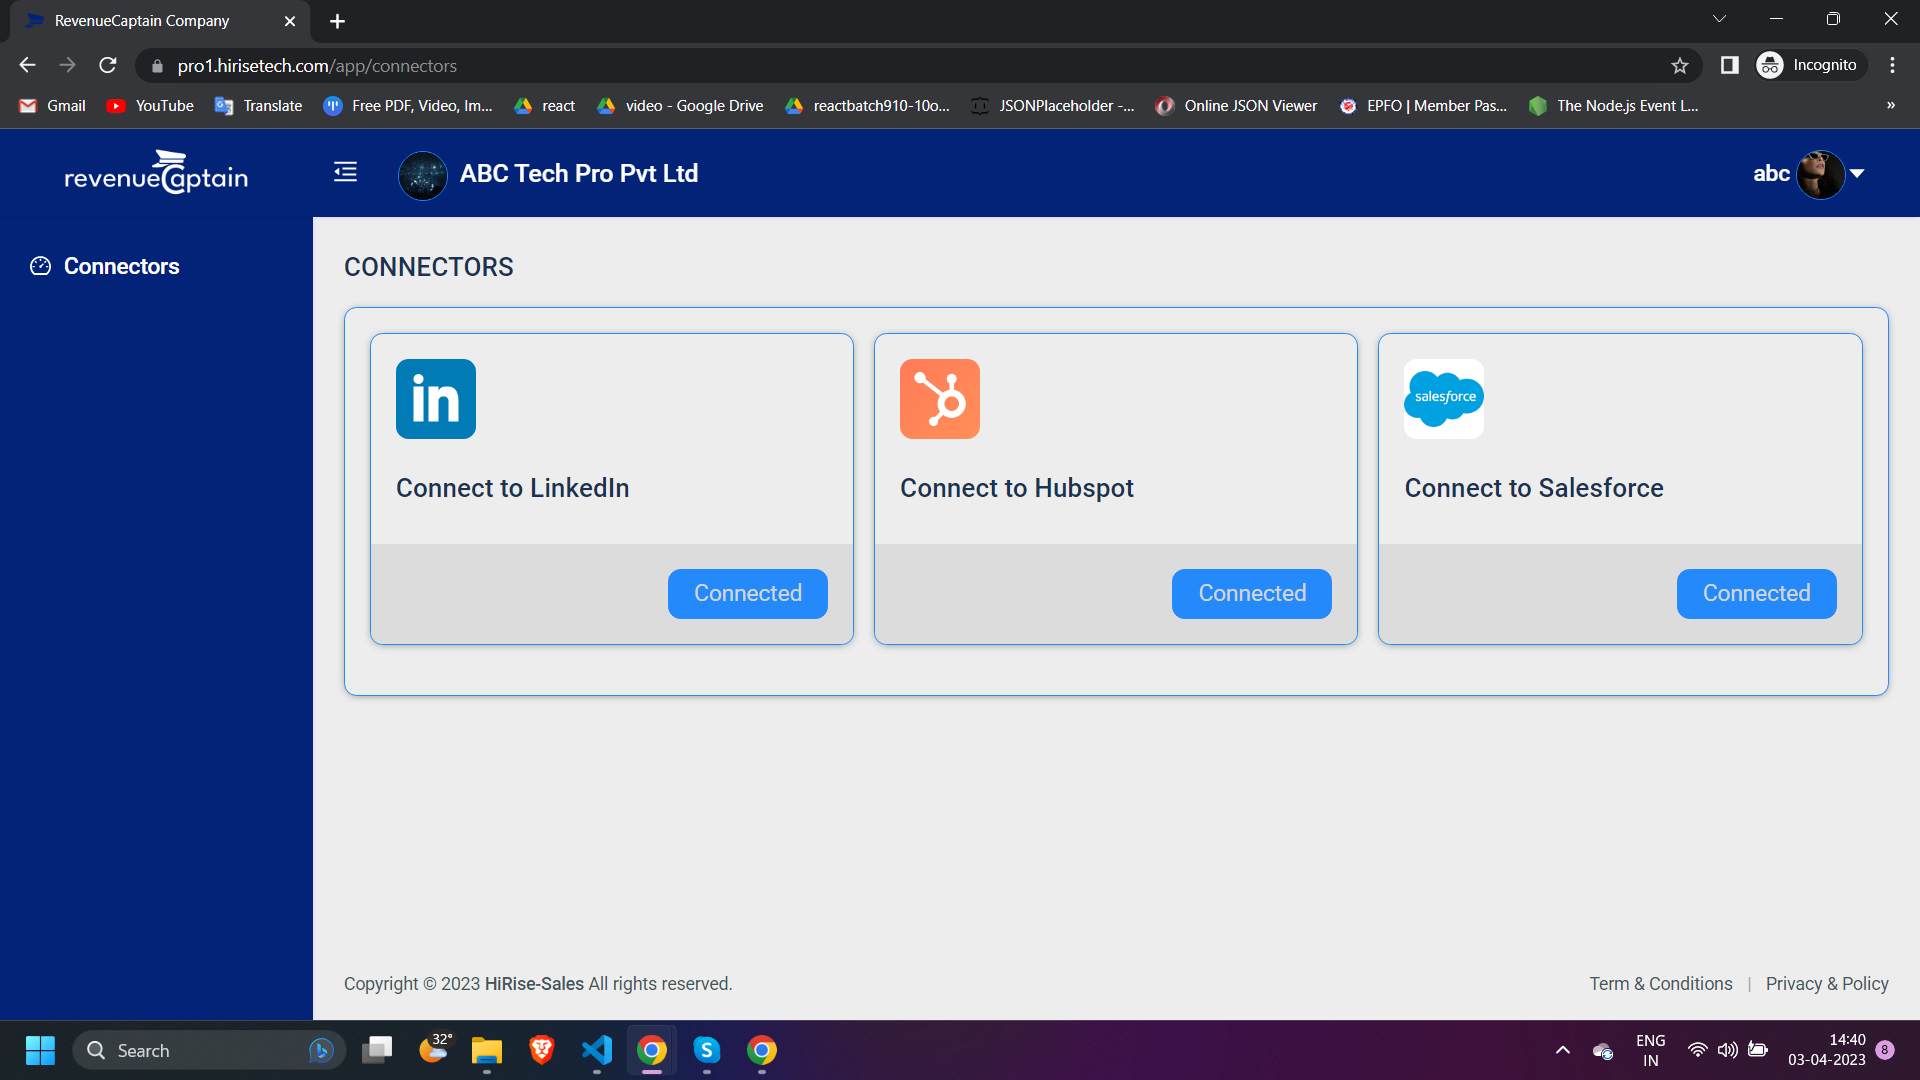 RevenueCaptain Company
pro1.hirisetech.com/app/connectors
Incognito
Gmail
YouTube
Translate
Free PDF, Video, Im...
react
video - Google Drive
reactbatch910-10o...
JSONPlaceholder -...
Online JSON Viewer
EPFO | Member Pas...
The Node.js Event L...
»
revenueCaptain
ABC Tech Pro Pvt Ltd
abc
Connectors
CONNECTORS
in
salesforce
Connect to LinkedIn
Connect to Hubspot
Connect to Salesforce
Connected
Connected
Connected
Copyright © 2023 HiRise-Sales All rights reserved.
Term & Conditions | Privacy & Policy
Search
32°
S
ENG
IN
14:40
03-04-2023
8